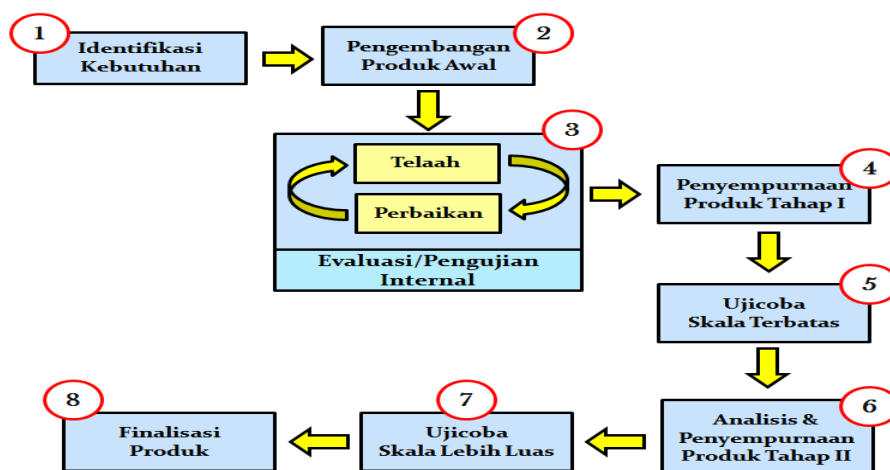 1
Identifikasi
Kebutuhan
2
Pengembangan
Produk Awal
3
Telaah
Perbaikan
Evaluasi/Pengujian
Internal
4
Penyempurnaan
Produk Tahap I
5
Ujicoba
Skala Terbatas
6
Analisis &
Penyempurnaan
Produk Tahap II
7
Ujicoba
Skala Lebih Luas
8
Finalisasi
Produk